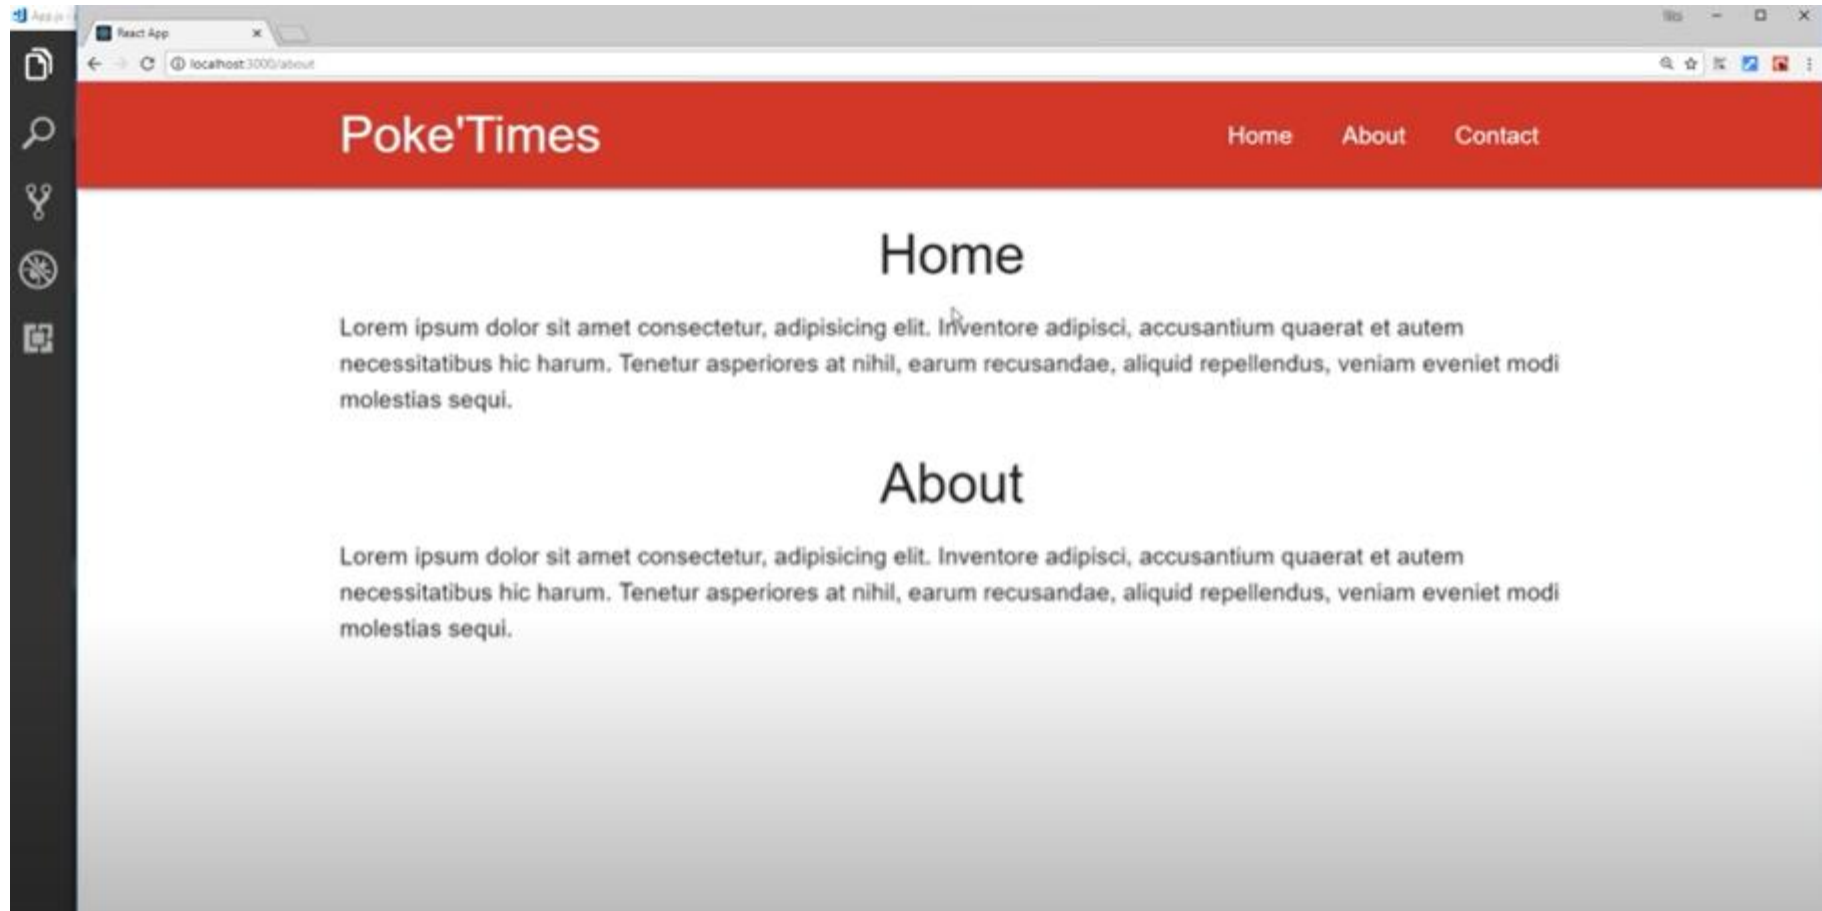 App.js -
React App
localhost:3000/about
Poke'Times
Home About Contact
Home
Lorem ipsum dolor sit amet consectetur, adipisicing elit. Inventore adipisci, accusantium quaerat et autem
necessitatibus hic harum. Tenetur asperiores at nihil, earum recusandae, aliquid repellendus, veniam eveniet modi
molestias sequi.
About
Lorem ipsum dolor sit amet consectetur, adipisicing elit. Inventore adipisci, accusantium quaerat et autem
necessitatibus hic harum. Tenetur asperiores at nihil, earum recusandae, aliquid repellendus, veniam eveniet modi
molestias sequi.